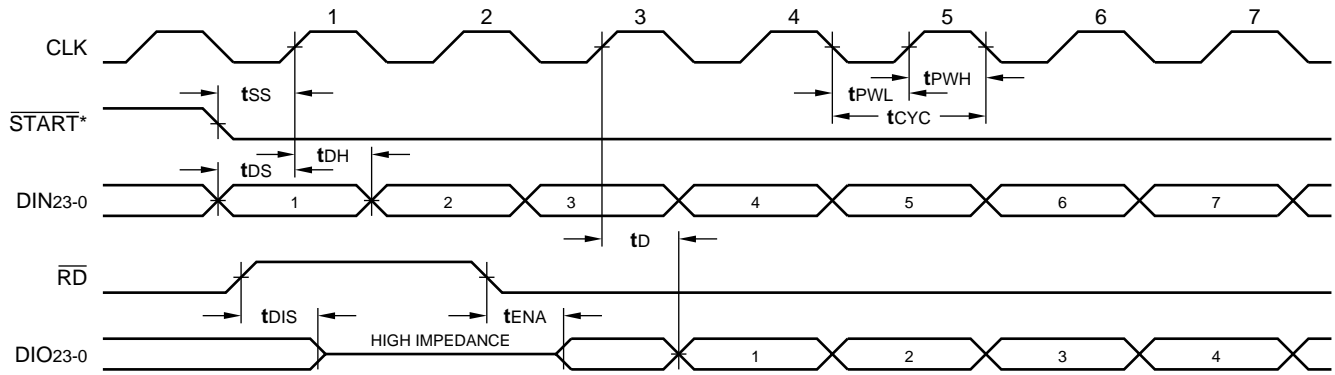 1 2 3 4 5 6 7
CLK
tPWH
tSS
tPWL
START*
tCYC
tDH
tDS
DIN23-0
1 2 3 4 5 6 7
tD
RD
tDIS
tENA
HIGH IMPEDANCE
DIO23-0
1 2 3 4